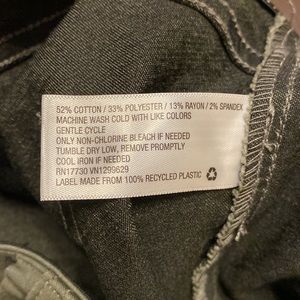 52% COTTON / 33% POLYESTER / 13% RAYON / 2% SPANDEX
MACHINE WASH COLD WITH LIKE COLORS
GENTLE CYCLE
ONLY NON-CHLORINE BLEACH IF NEEDED
TUMBLE DRY LOW, REMOVE PROMPTLY
COOL IRON IF NEEDED
RN17730 VN1299629
LABEL MADE FROM 100% RECYCLED PLASTIC